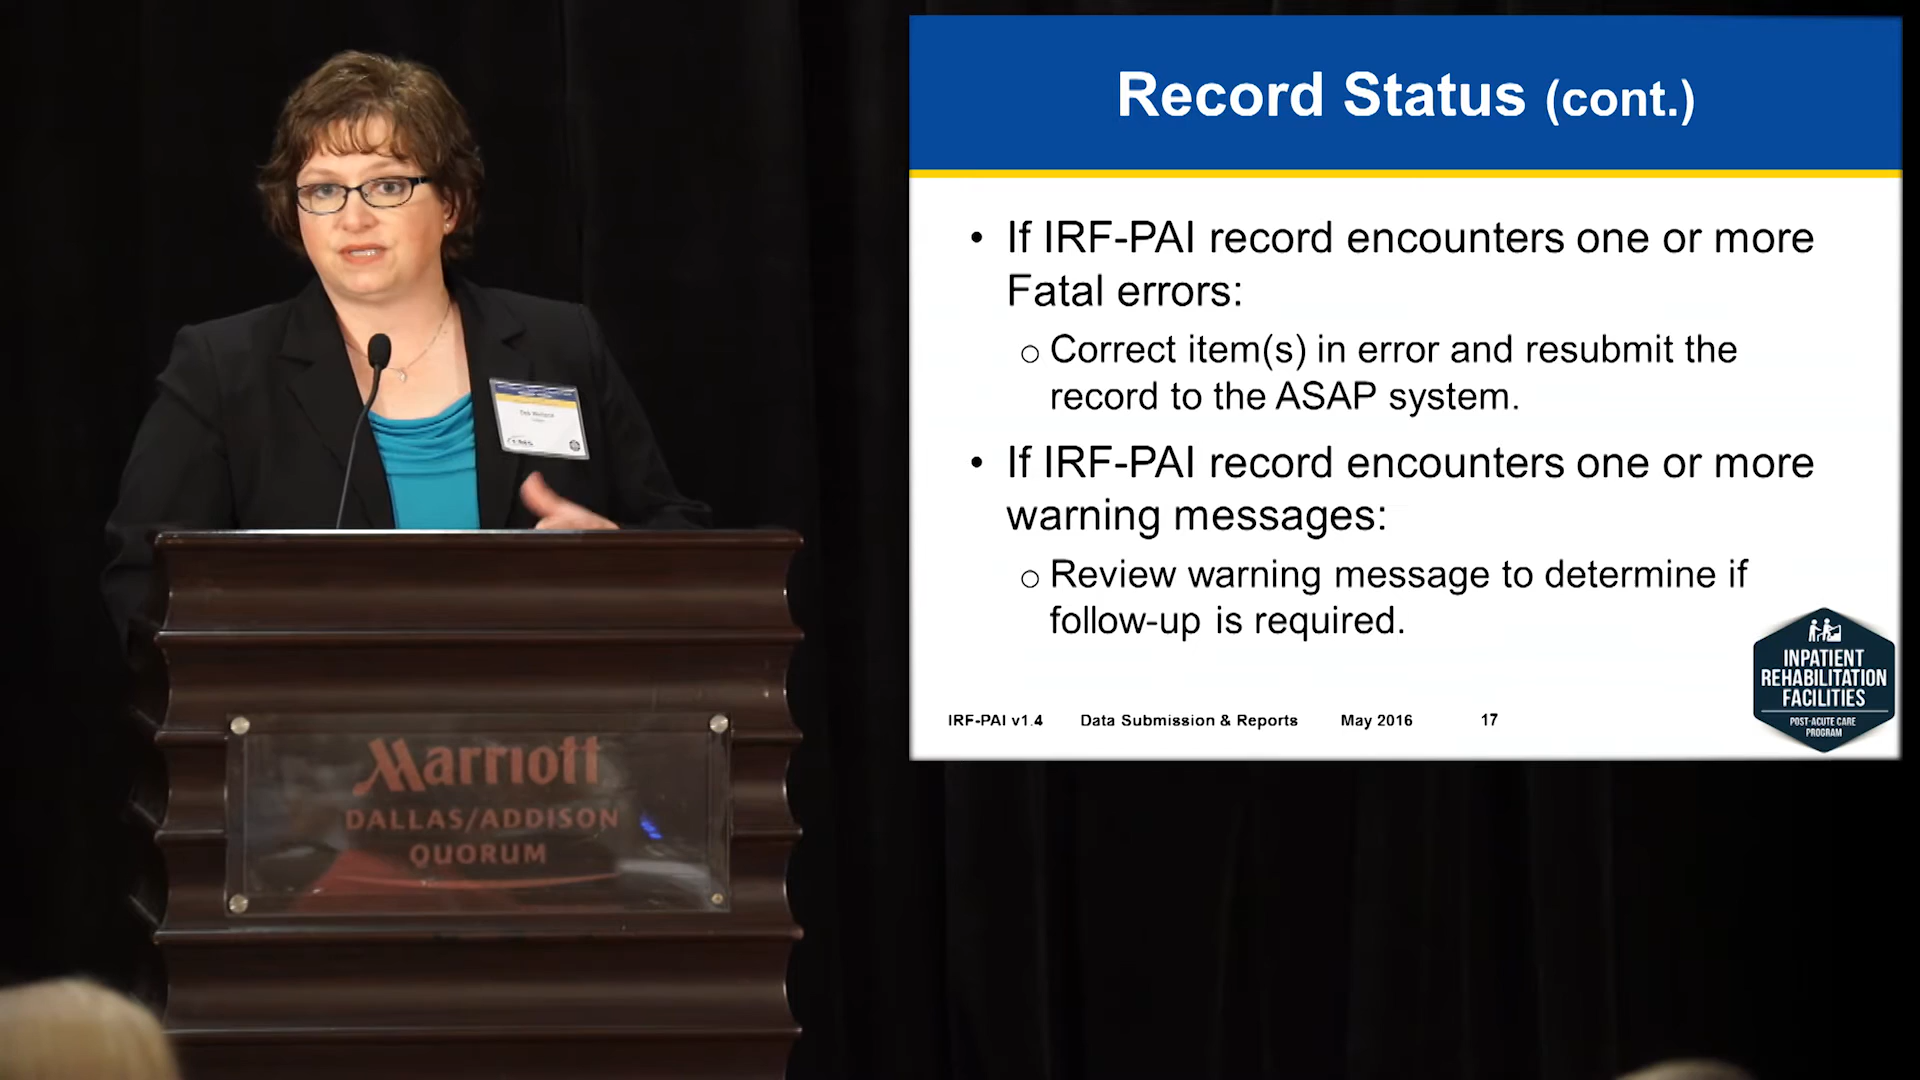 Record Status (cont.)
• If IRF-PAI record encounters one or more
Fatal errors:
o Correct item(s) in error and resubmit the
record to the ASAP system.
• If IRF-PAI record encounters one or more
warning messages:
o Review warning message to determine if
follow-up is required.
IRF-PAI v1.4 Data Submission & Reports May 2016 17
INPATIENT
REHABILITATION
FACILITIES
POST-ACUTE CARE
PROGRAM
Marriott
DALLAS/ADDISON
QUORUM